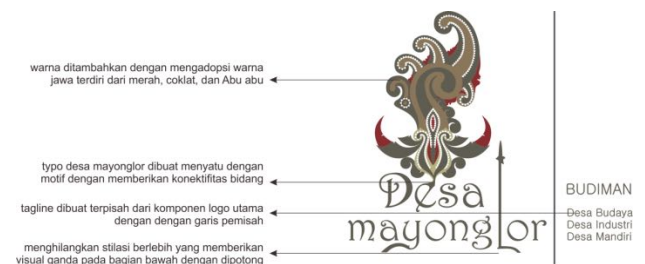 warna ditambahkan dengan mengadopsi warna
jawa terdiri dari merah, coklat, dan Abu abu
typo desa mayonglor dibuat menyatu dengan
motif dengan memberikan konektifitas bidang
tagline dibuat terpisah dari komponen logo utama
dengan dengan garis pemisah
menghilangkan stilasi berlebih yang memberikan
visual ganda pada bagian bawah dengan dipotong
Desa
mayonglor
BUDIMAN
Desa Budaya
Desa Industri
Desa Mandiri